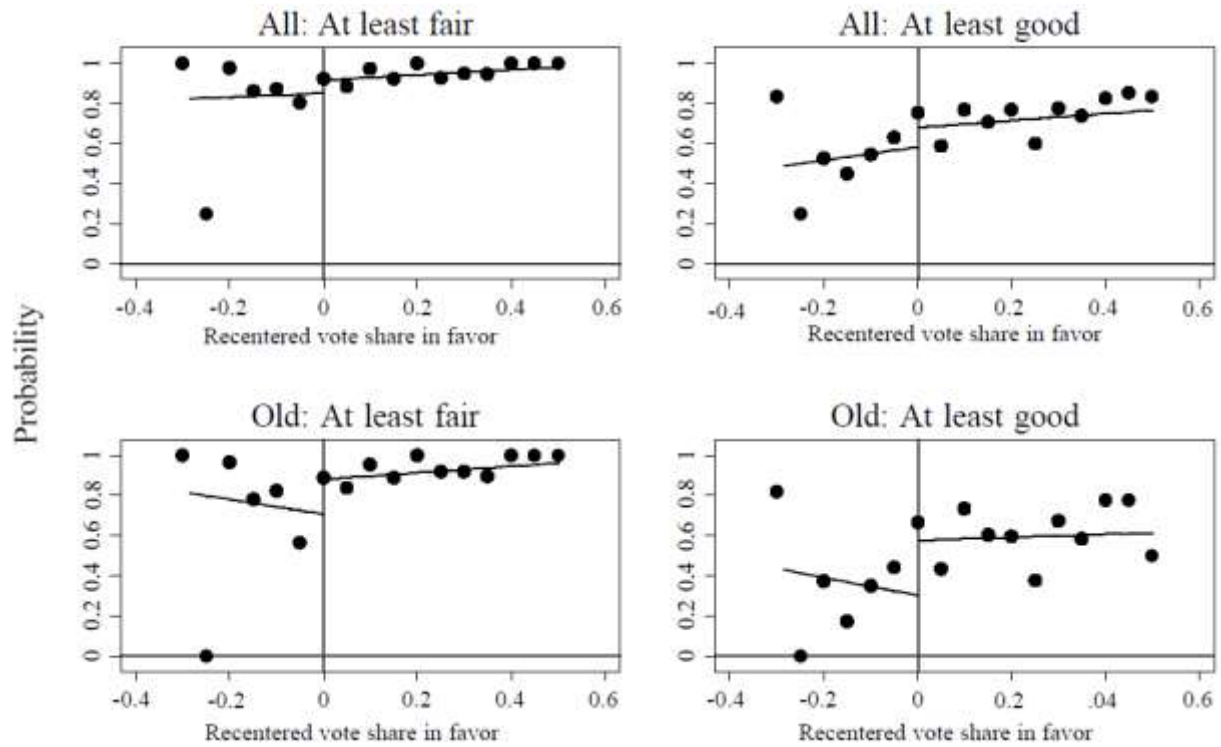 All: At least fair
1
0.8
0.6
0.4
0.2
0
-0.4 -0.2 0 0.2 0.4 0.6
Recentered vote share in favor
All: At least good
1
0.8
0.6
0.4
0.2
0
-0.4 -0.2 0 0.2 0.4 0.6
Recentered vote share in favor
Probability
Old: At least fair
1
0.8
0.6
0.4
0.2
0
-0.4 -0.2 0 0.2 0.4 0.6
Recentered vote share in favor
Old: At least good
1
0.8
0.6
0.4
0.2
0
-0.4 -0.2 0 0.2 .04 0.6
Recentered vote share in favor